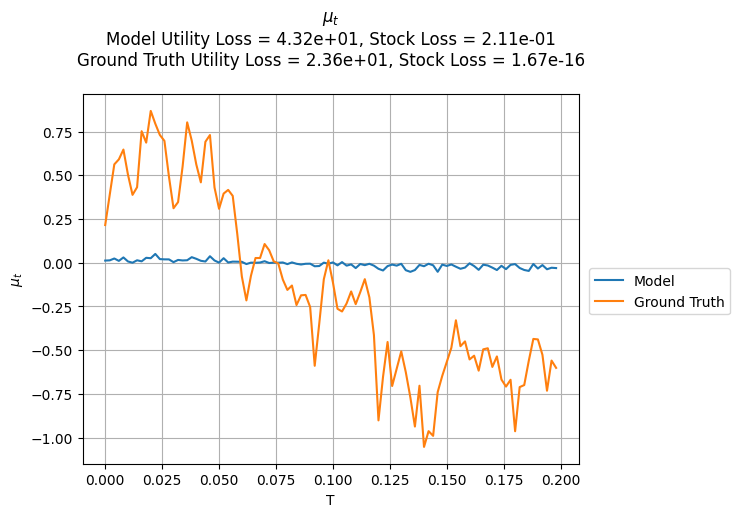 μₜ
Model Utility Loss = 4.32e+01, Stock Loss = 2.11e-01
Ground Truth Utility Loss = 2.36e+01, Stock Loss = 1.67e-16
0.75
0.50
0.25
0.00
−0.25
−0.50
−0.75
−1.00
μₜ
Model
Ground Truth
0.000 0.025 0.050 0.075 0.100 0.125 0.150 0.175 0.200
T